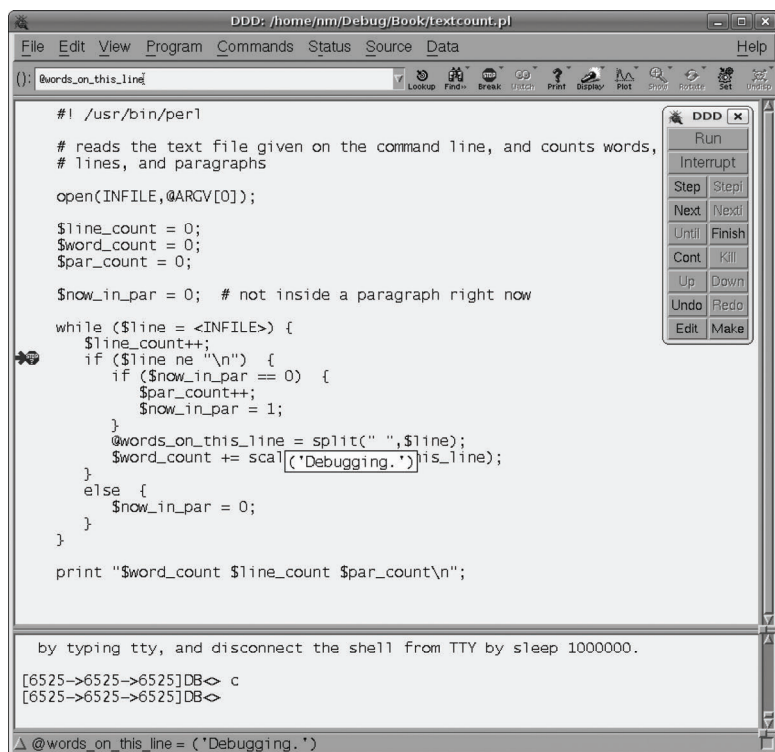 DDD: /home/nm/Debug/Book/textcount.pl
File Edit View Program Commands Status Source Data Help
(): @words_on_this_line
Lookup Find» Break Watch Print Display Plot Show Rotate Set Undisp
#! /usr/bin/perl
# reads the text file given on the command line, and counts words,
# lines, and paragraphs
open(INFILE,@ARGV[0]);
$line_count = 0;
$word_count = 0;
$par_count = 0;
$now_in_par = 0;  # not inside a paragraph right now
while ($line = <INFILE>) {
$line_count++;
if ($line ne "\n")  {
if ($now_in_par == 0)  {
$par_count++;
$now_in_par = 1;
}
@words_on_this_line = split(" ",$line);
$word_count += scal ('Debugging.') his_line);
}
else  {
$now_in_par = 0;
}
}
print "$word_count $line_count $par_count\n";
DDD
Run
Interrupt
Step Stepi
Next Nexti
Until Finish
Cont Kill
Up Down
Undo Redo
Edit Make
by typing tty, and disconnect the shell from TTY by sleep 1000000.
[6525->6525->6525]DB<> c
[6525->6525->6525]DB<>
@words_on_this_line = ('Debugging.')